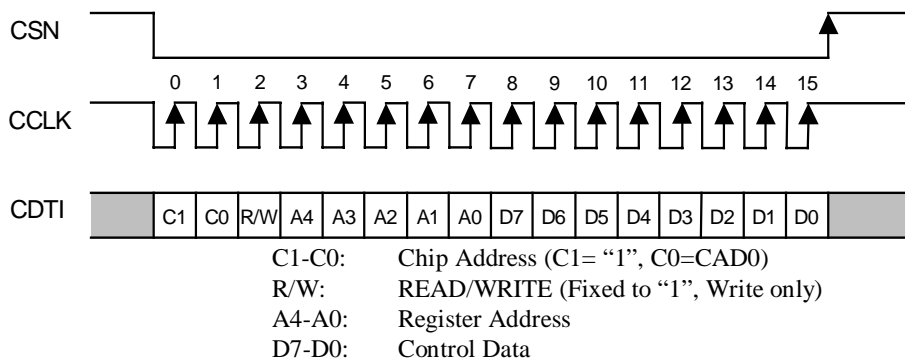 CSN
0 1 2 3 4 5 6 7 8 9 10 11 12 13 14 15
CCLK
CDTI C1 C0 R/W A4 A3 A2 A1 A0 D7 D6 D5 D4 D3 D2 D1 D0
C1-C0: Chip Address (C1= “1”, C0=CAD0)
R/W: READ/WRITE (Fixed to “1”, Write only)
A4-A0: Register Address
D7-D0: Control Data